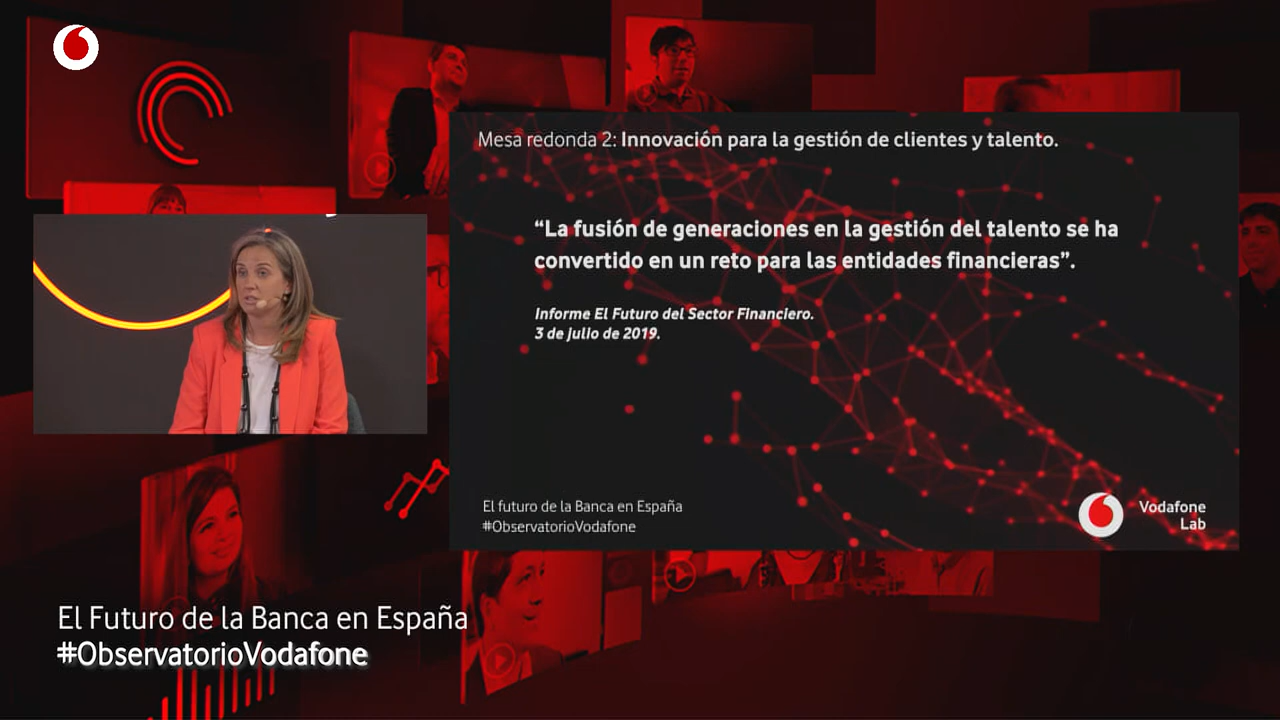 Mesa redonda 2: Innovación para la gestión de clientes y talento.
“La fusión de generaciones en la gestión del talento se ha
convertido en un reto para las entidades financieras”.
Informe El Futuro del Sector Financiero.
3 de julio de 2019.
El futuro de la Banca en España
#ObservatorioVodafone
Vodafone
Lab
El Futuro de la Banca en España
#ObservatorioVodafone